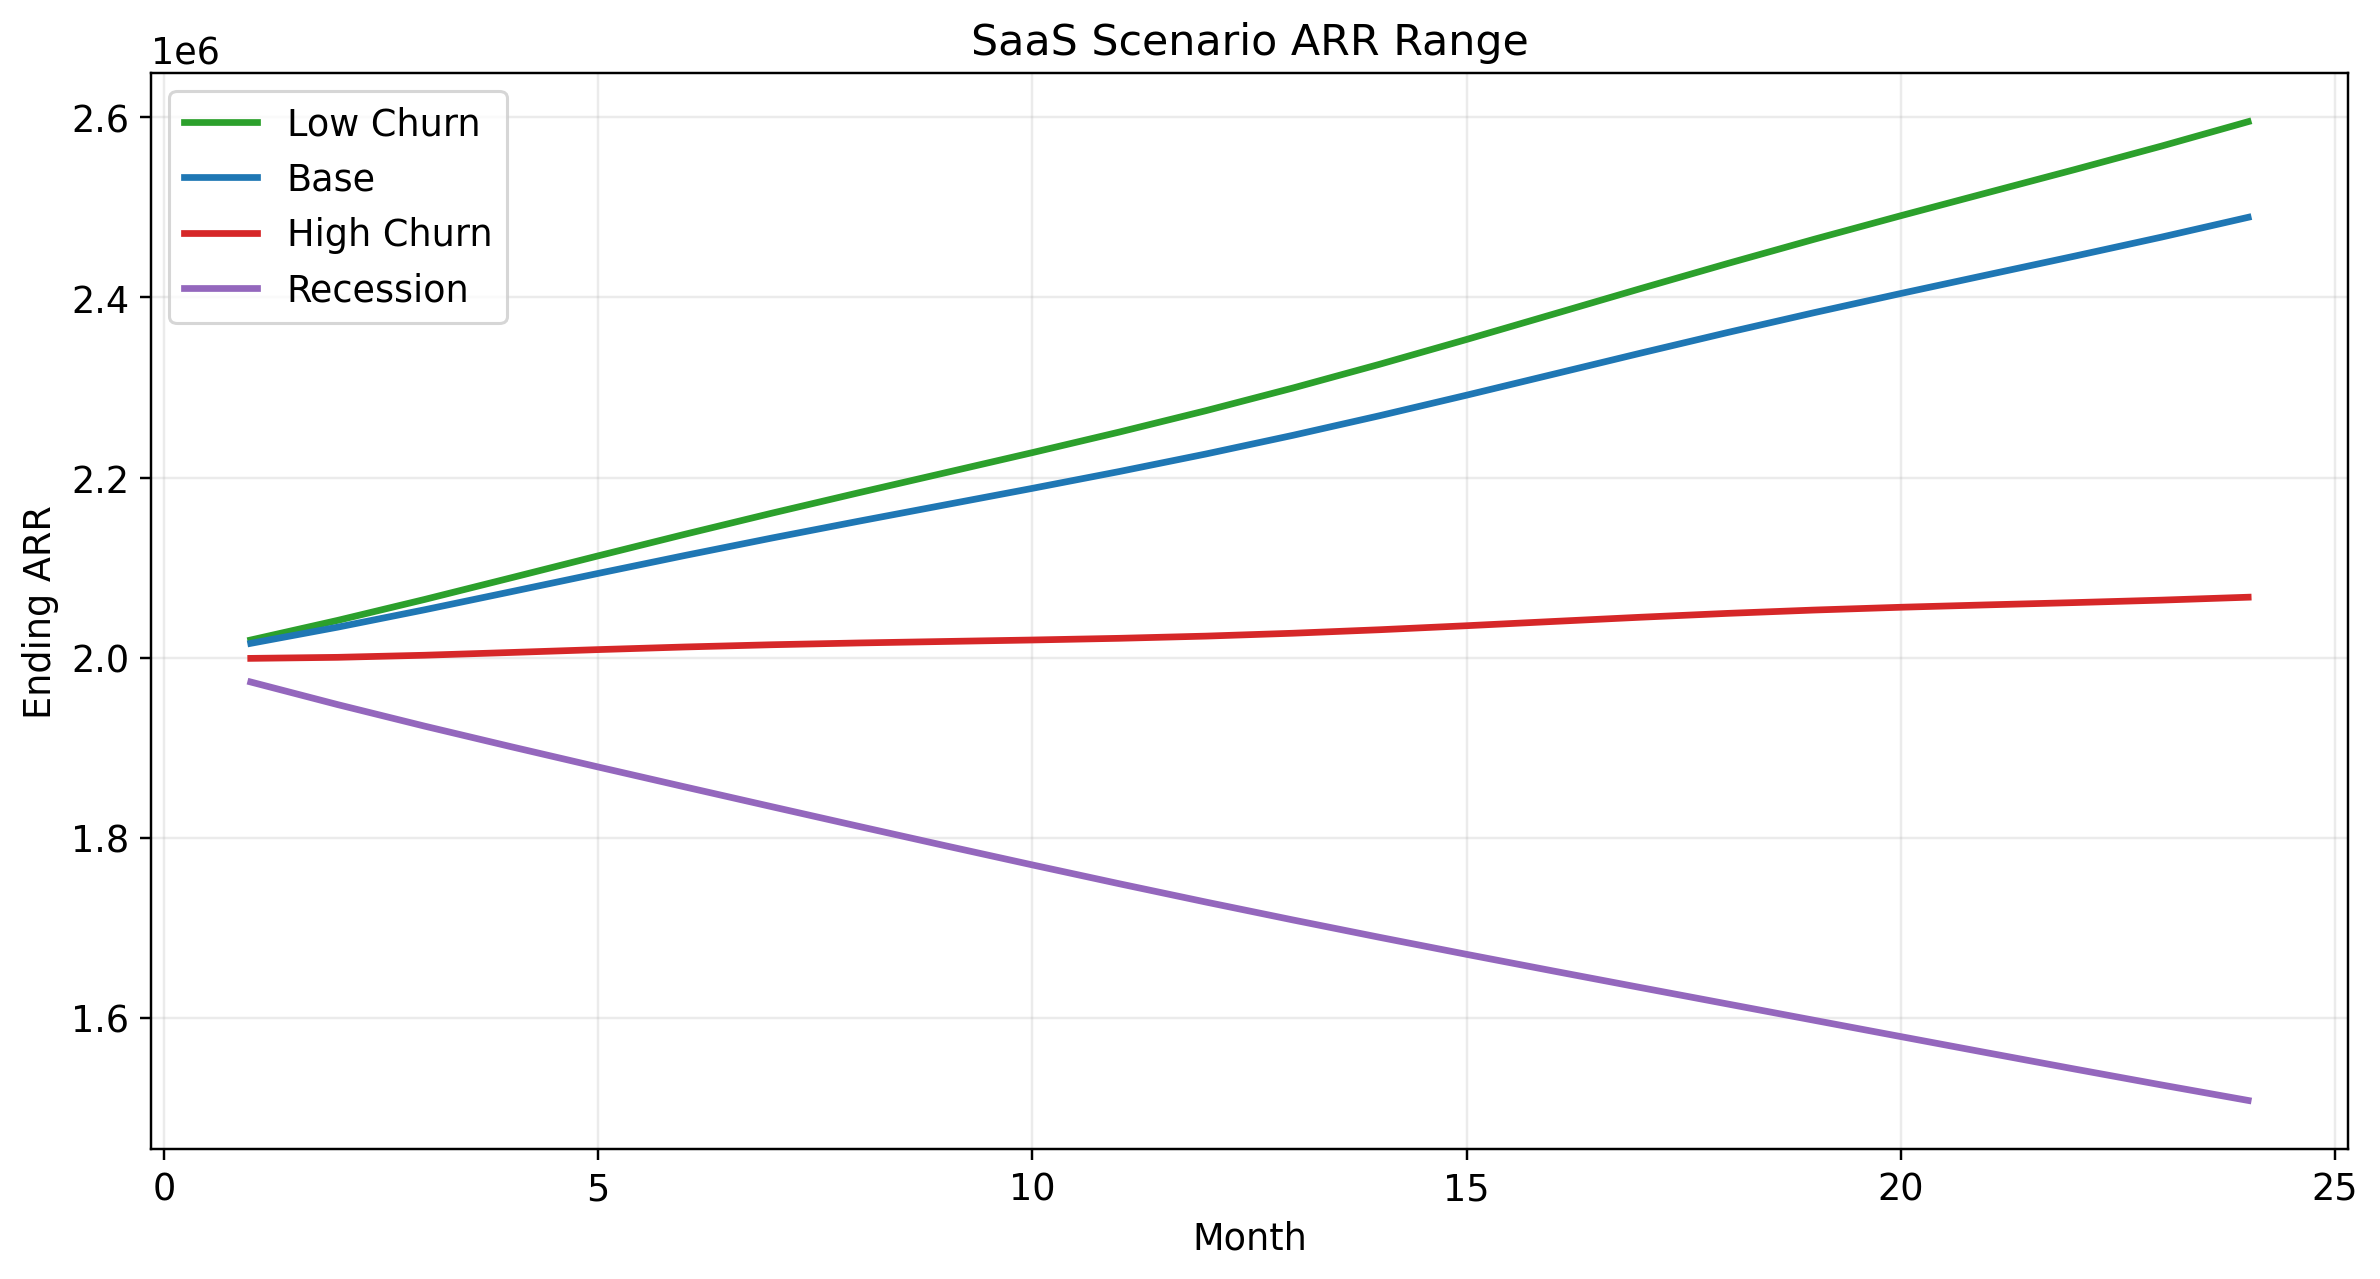 SaaS Scenario ARR Range
1e6
Low Churn
Base
High Churn
Recession
2.6
2.4
2.2
2.0
1.8
1.6
Ending ARR
0 5 10 15 20 25
Month